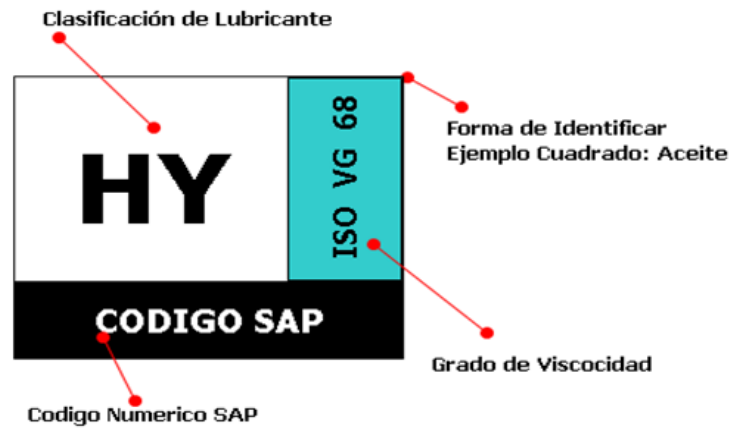 Clasificación de Lubricante
HY
ISO VG 68
Forma de Identificar
Ejemplo Cuadrado: Aceite
CODIGO SAP
Grado de Viscocidad
Codigo Numerico SAP